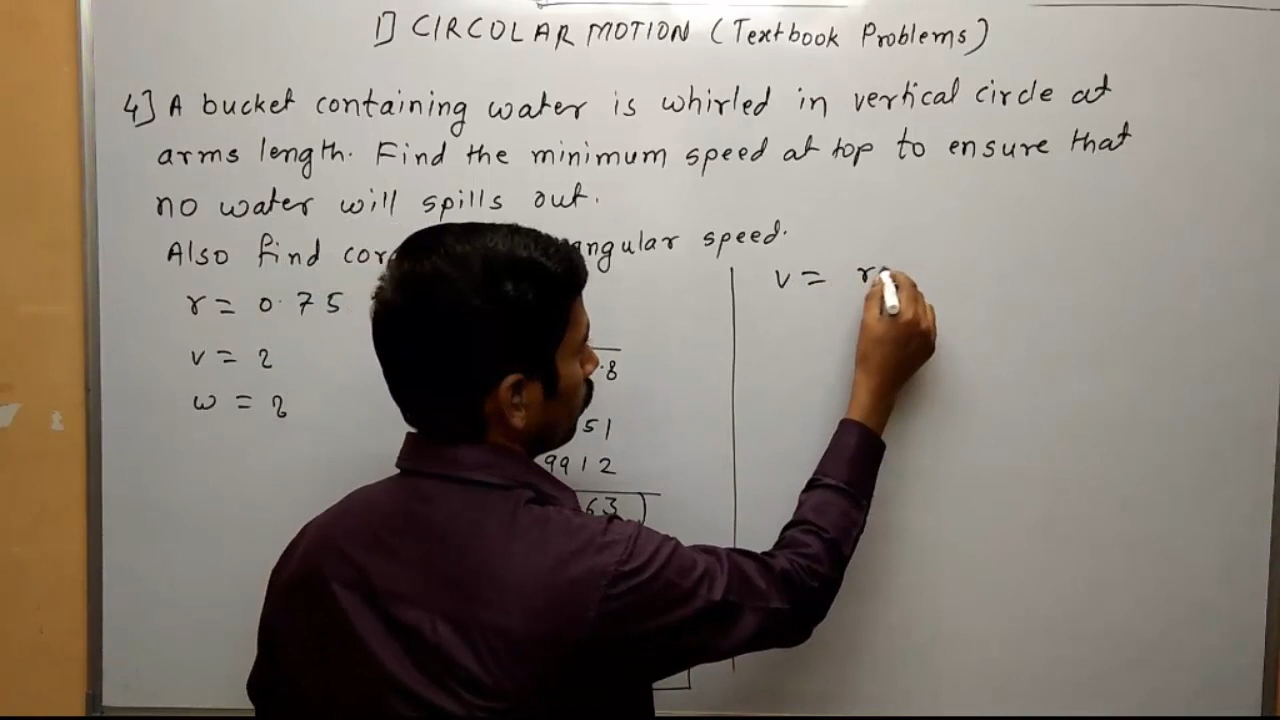 1] CIRCULAR MOTION (Textbook Problems)
4] A bucket containing water is whirled in vertical circle at
arms length. Find the minimum speed at top to ensure that
no water will spills out.
Also find angular speed.
r = 0.75
v = ?
ω = ?
.8
51
9912
63
v = r